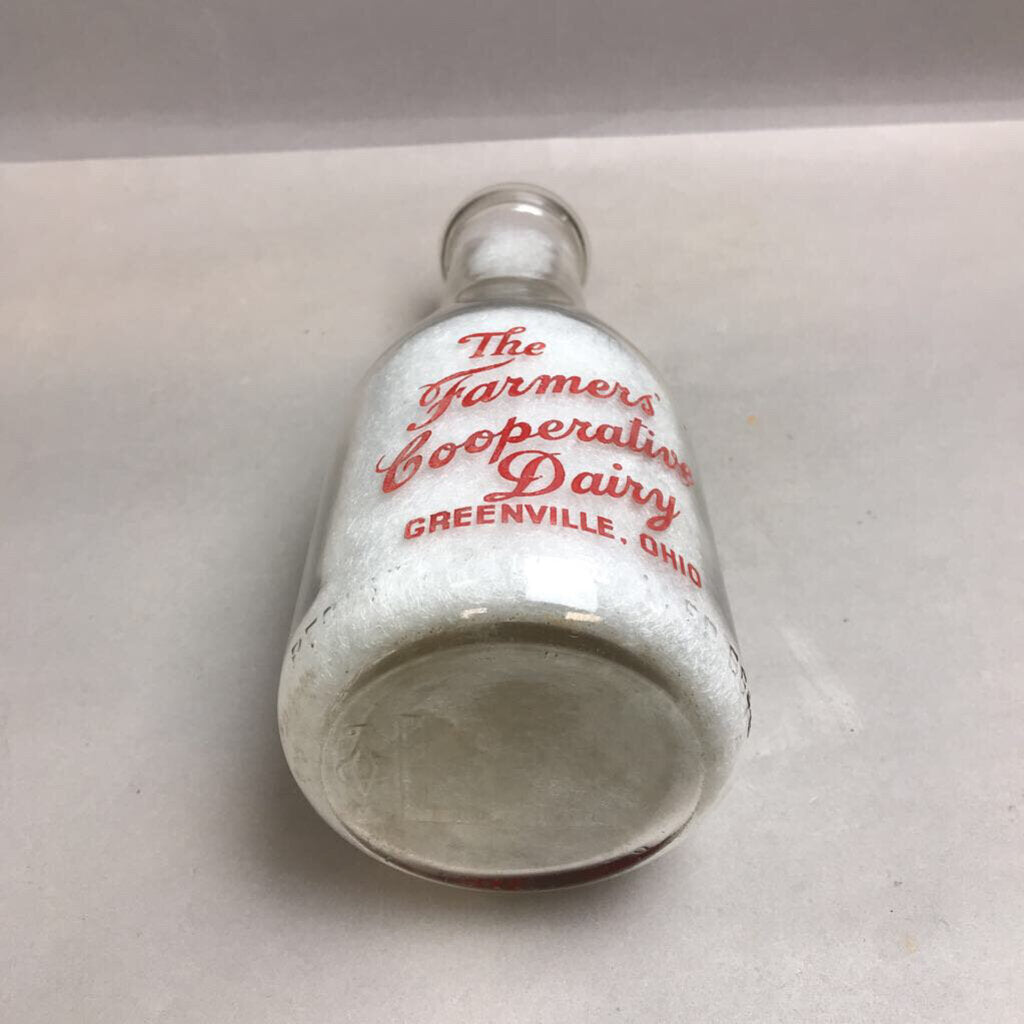 The
Farmers'
Cooperative
Dairy
GREENVILLE, OHIO